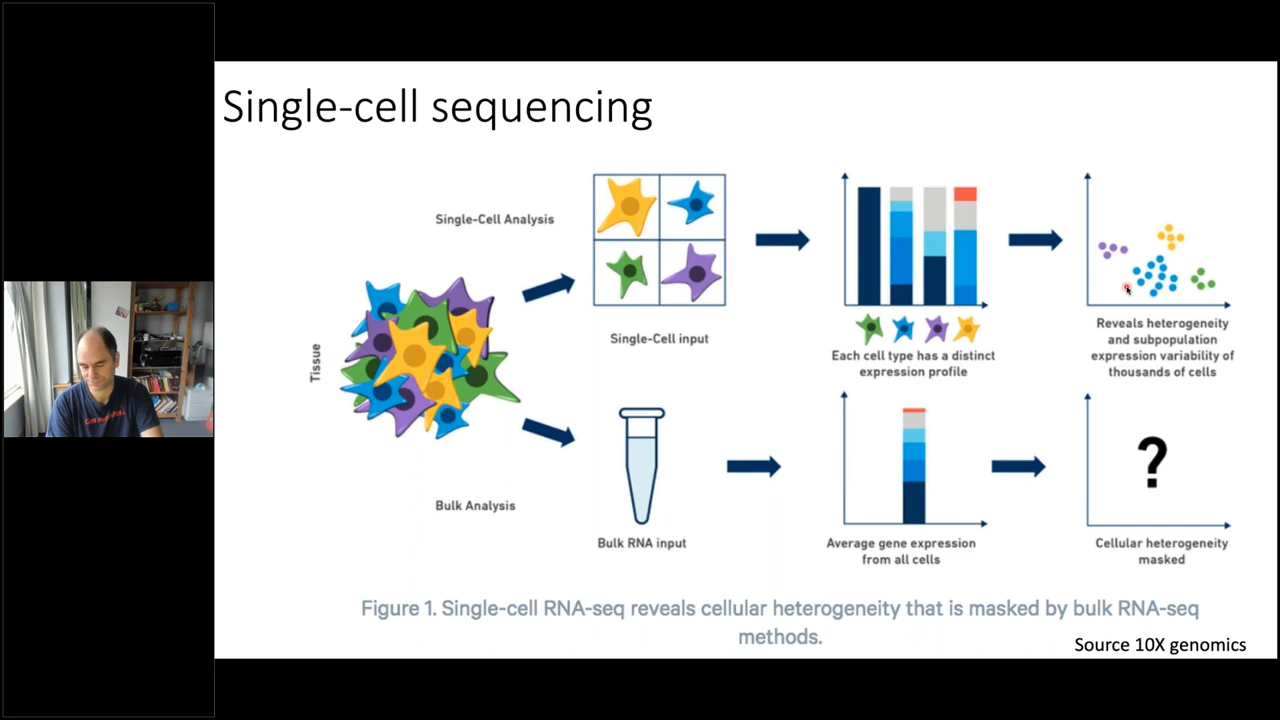 Single-cell sequencing
Single-Cell Analysis
Single-Cell input
Each cell type has a distinct
expression profile
Reveals heterogeneity
and subpopulation
expression variability of
thousands of cells
Tissue
Bulk Analysis
Bulk RNA input
Average gene expression
from all cells
?
Cellular heterogeneity
masked
Figure 1. Single-cell RNA-seq reveals cellular heterogeneity that is masked by bulk RNA-seq
methods.
Source 10X genomics